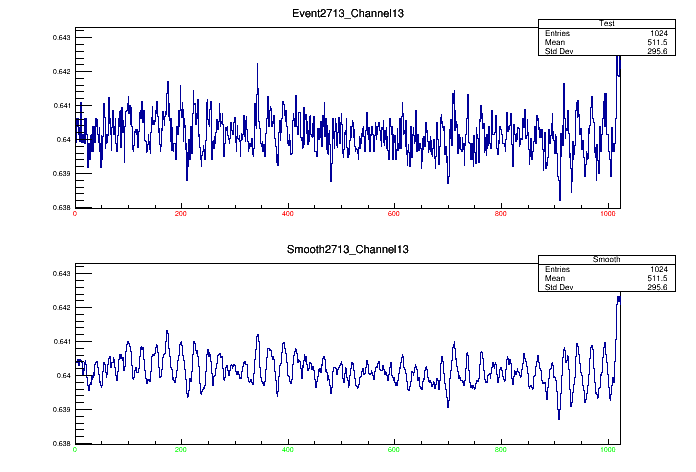 Event2713_Channel13
Test
Entries 1024
Mean 511.5
Std Dev 295.6
0.643
0.642
0.641
0.64
0.639
0.638
0 200 400 600 800 1000
Smooth2713_Channel13
Smooth
Entries 1024
Mean 511.5
Std Dev 295.6
0.643
0.642
0.641
0.64
0.639
0.638
0 200 400 600 800 1000